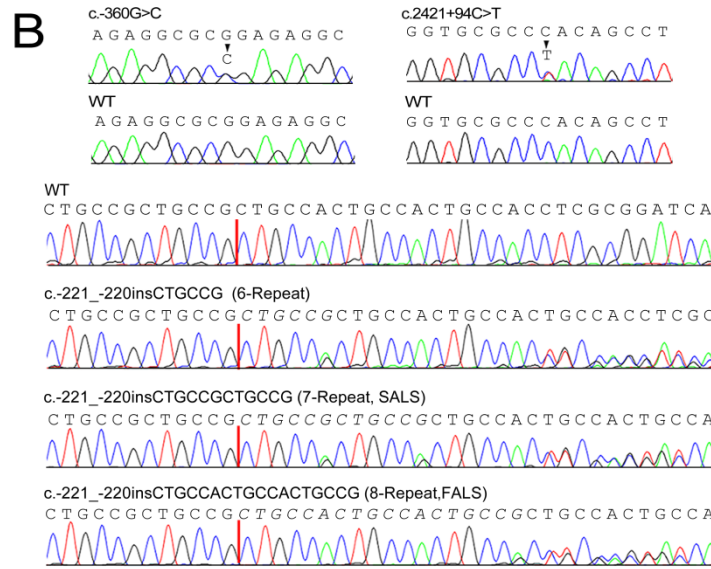 B
c.-360G>C
AGAGGCGCGGAGAGGC
C
WT
AGAGGCGCGGAGAGGC
c.2421+94C>T
GGTGCGCCCACAGCCT
T
WT
GGTGCGCCCACAGCCT
WT
CTGCCGCTGCCGCTGCCACTGCCACTGCCACCTCGCGGATCA
c.-221_-220insCTGCCG (6-Repeat)
CTGCCGCTGCCGCTGCCGCTGCCACTGCCACTGCCACCTCGC
c.-221_-220insCTGCCGCTGCCG (7-Repeat, SALS)
CTGCCGCTGCCGCTGCCGCTGCCGCTGCCACTGCCACTGCCA
c.-221_-220insCTGCCACTGCCACTGCCG (8-Repeat,FALS)
CTGCCGCTGCCGCTGCCACTGCCACTGCCGCTGCCACTGCCA